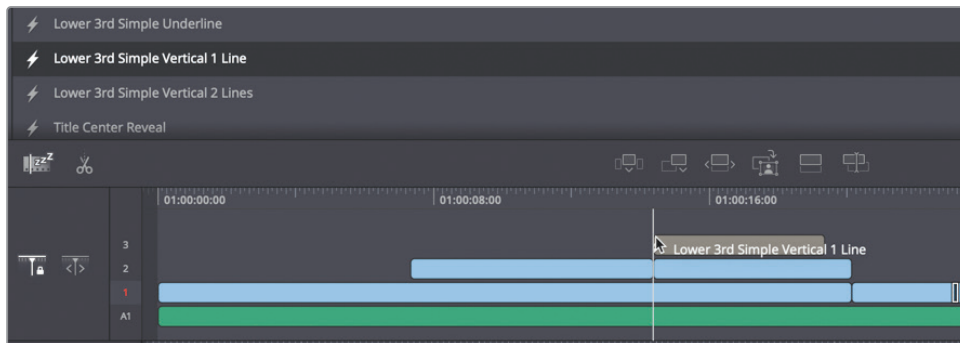 Lower 3rd Simple Underline
Lower 3rd Simple Vertical 1 Line
Lower 3rd Simple Vertical 2 Lines
Title Center Reveal
zzz
01:00:00:00 01:00:08:00 01:00:16:00
3
Lower 3rd Simple Vertical 1 Line
2
1
A1